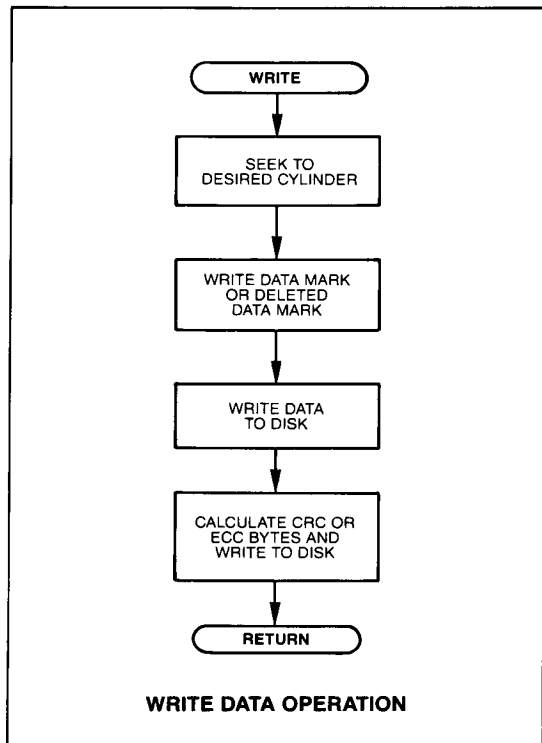 WRITE
SEEK TO
DESIRED CYLINDER
WRITE DATA MARK
OR DELETED
DATA MARK
WRITE DATA
TO DISK
CALCULATE CRC OR
ECC BYTES AND
WRITE TO DISK
RETURN
WRITE DATA OPERATION